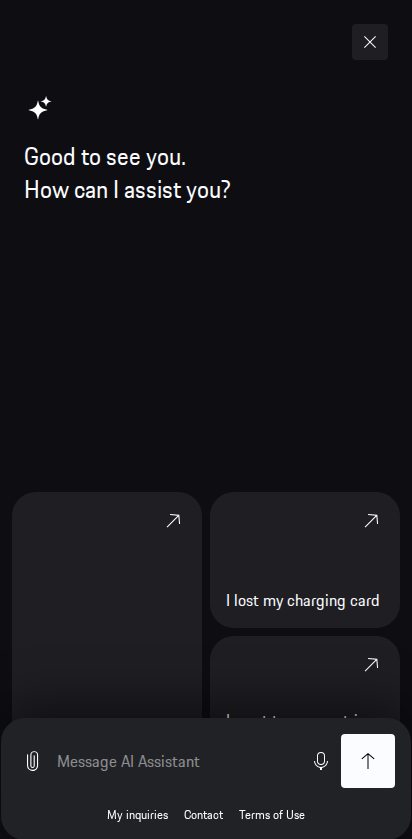 Good to see you.
How can I assist you?
I lost my charging card
Message AI Assistant
My inquiries
Contact
Terms of Use